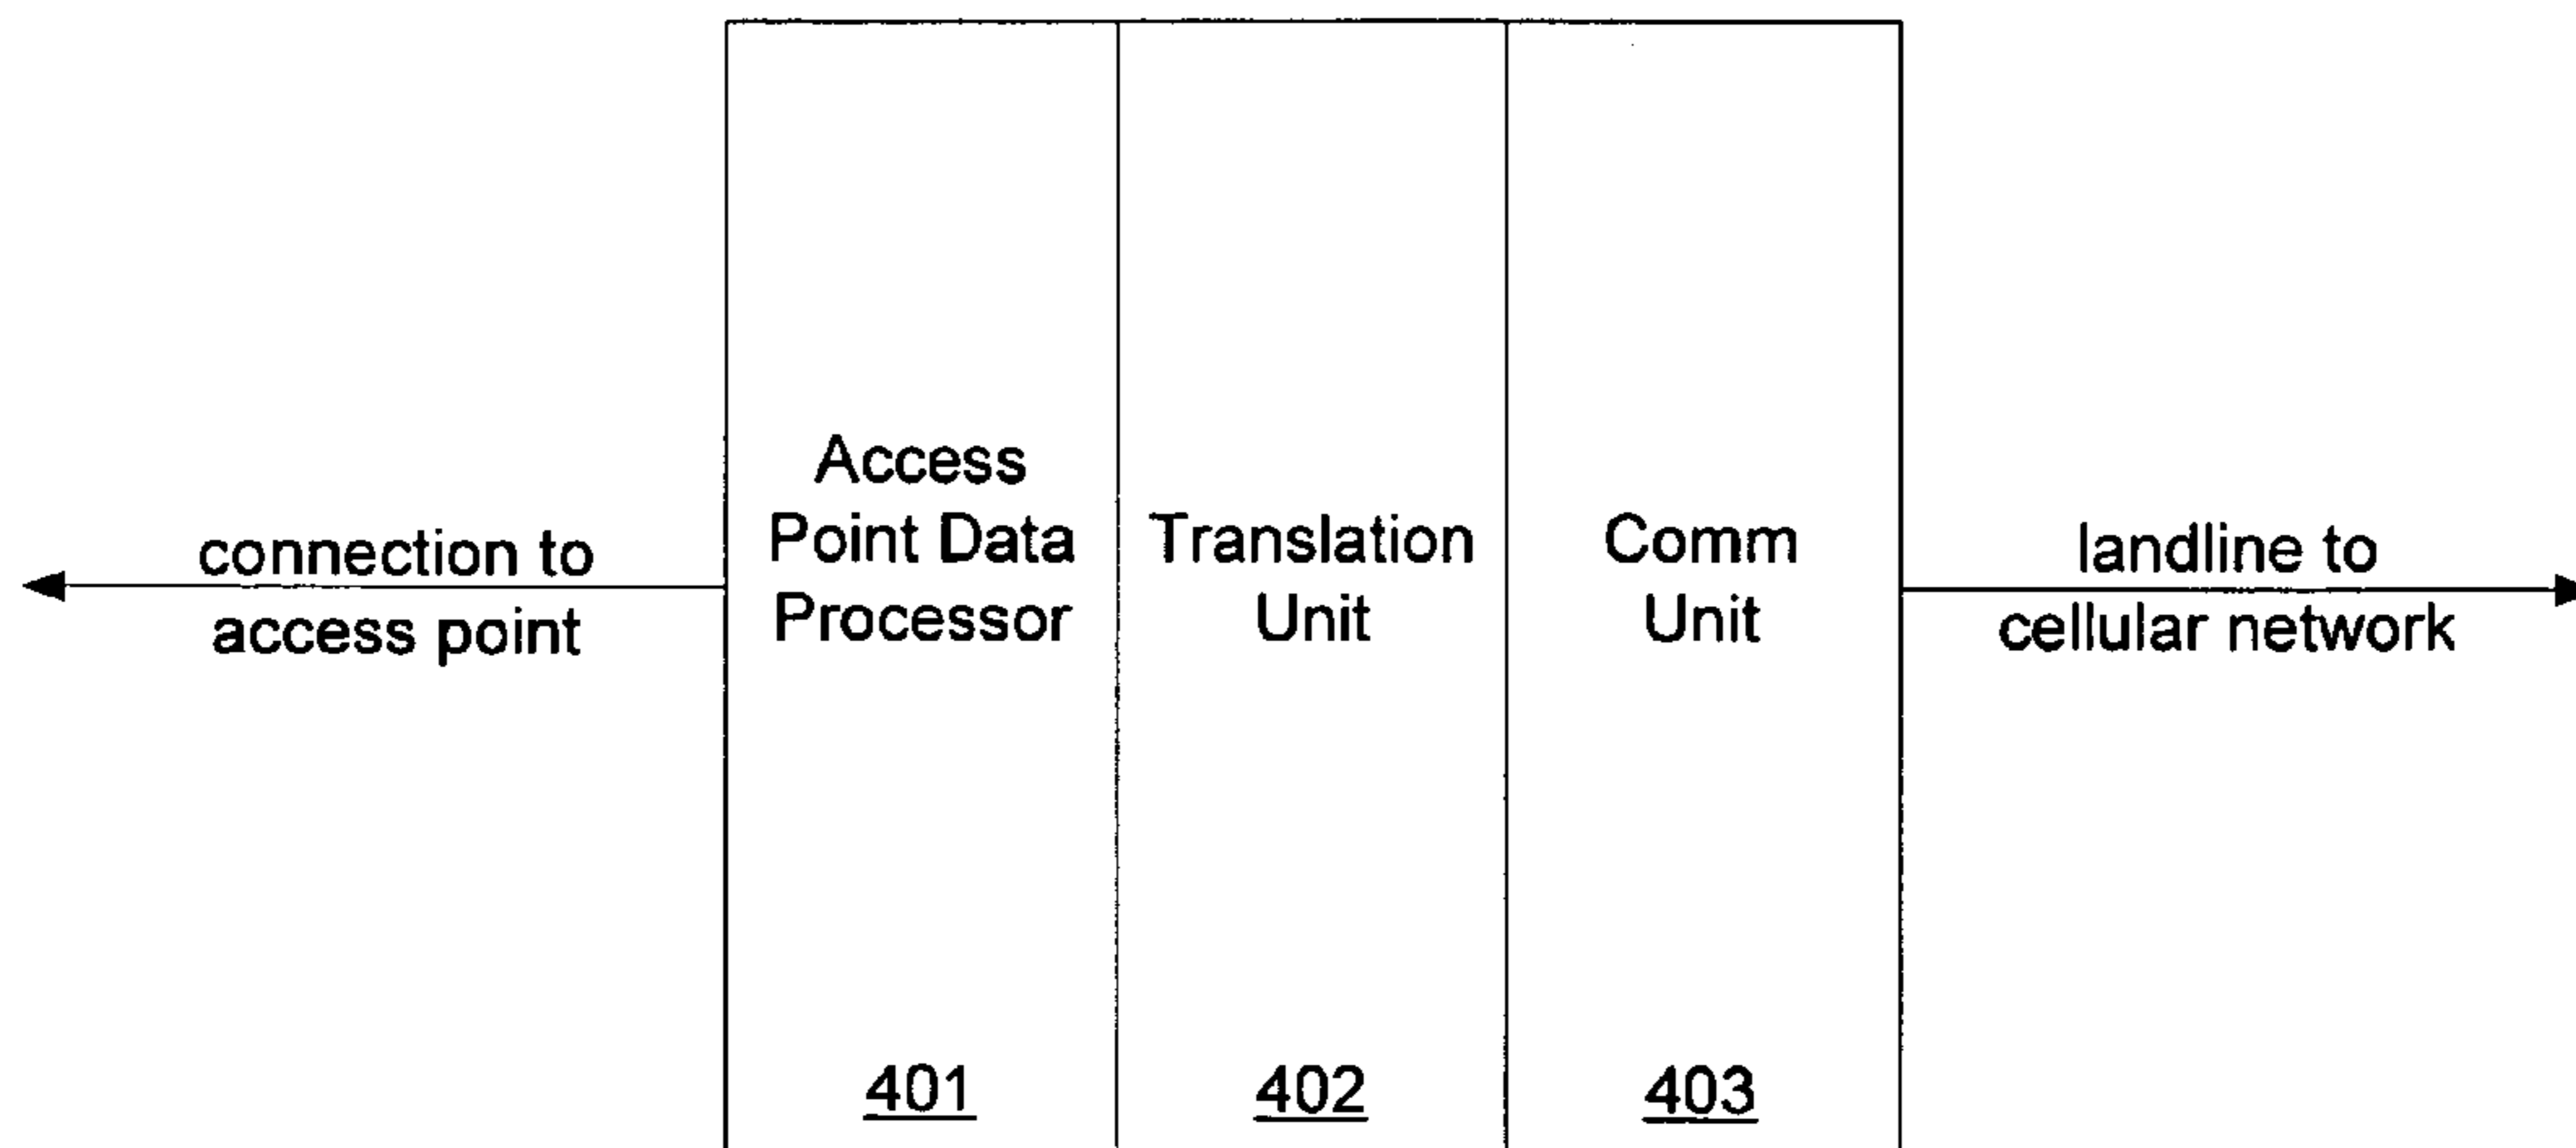 connection to
access point
Access
Point Data
Processor
401
Translation
Unit
402
Comm
Unit
403
landline to
cellular network